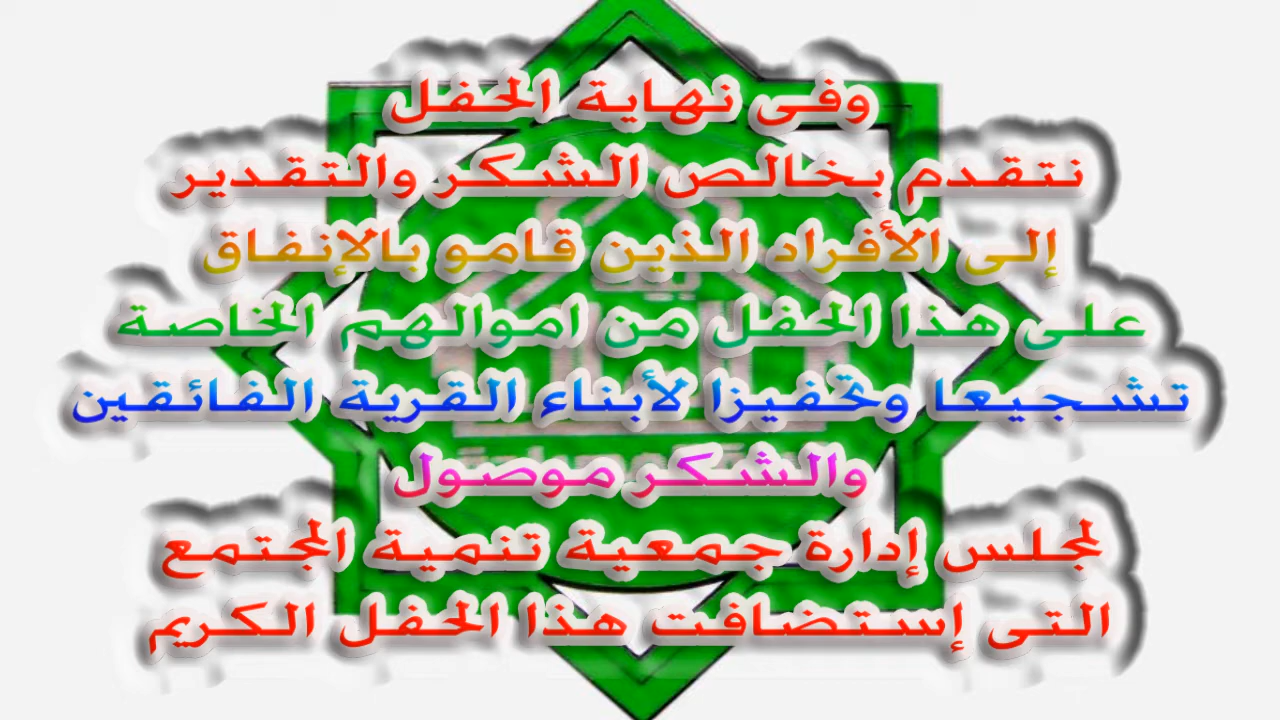 وفى نهاية الحفل
نتقدم بخالص الشكر والتقدير
إلى الأفراد الذين قامو بالإنفاق
على هذا الحفل من اموالهم الخاصة
تشجيعا وتحفيزا لأبناء القرية الفائقين
والشكر موصول
لمجلس إدارة جمعية تنمية المجتمع
التى إستضافت هذا الحفل الكريم